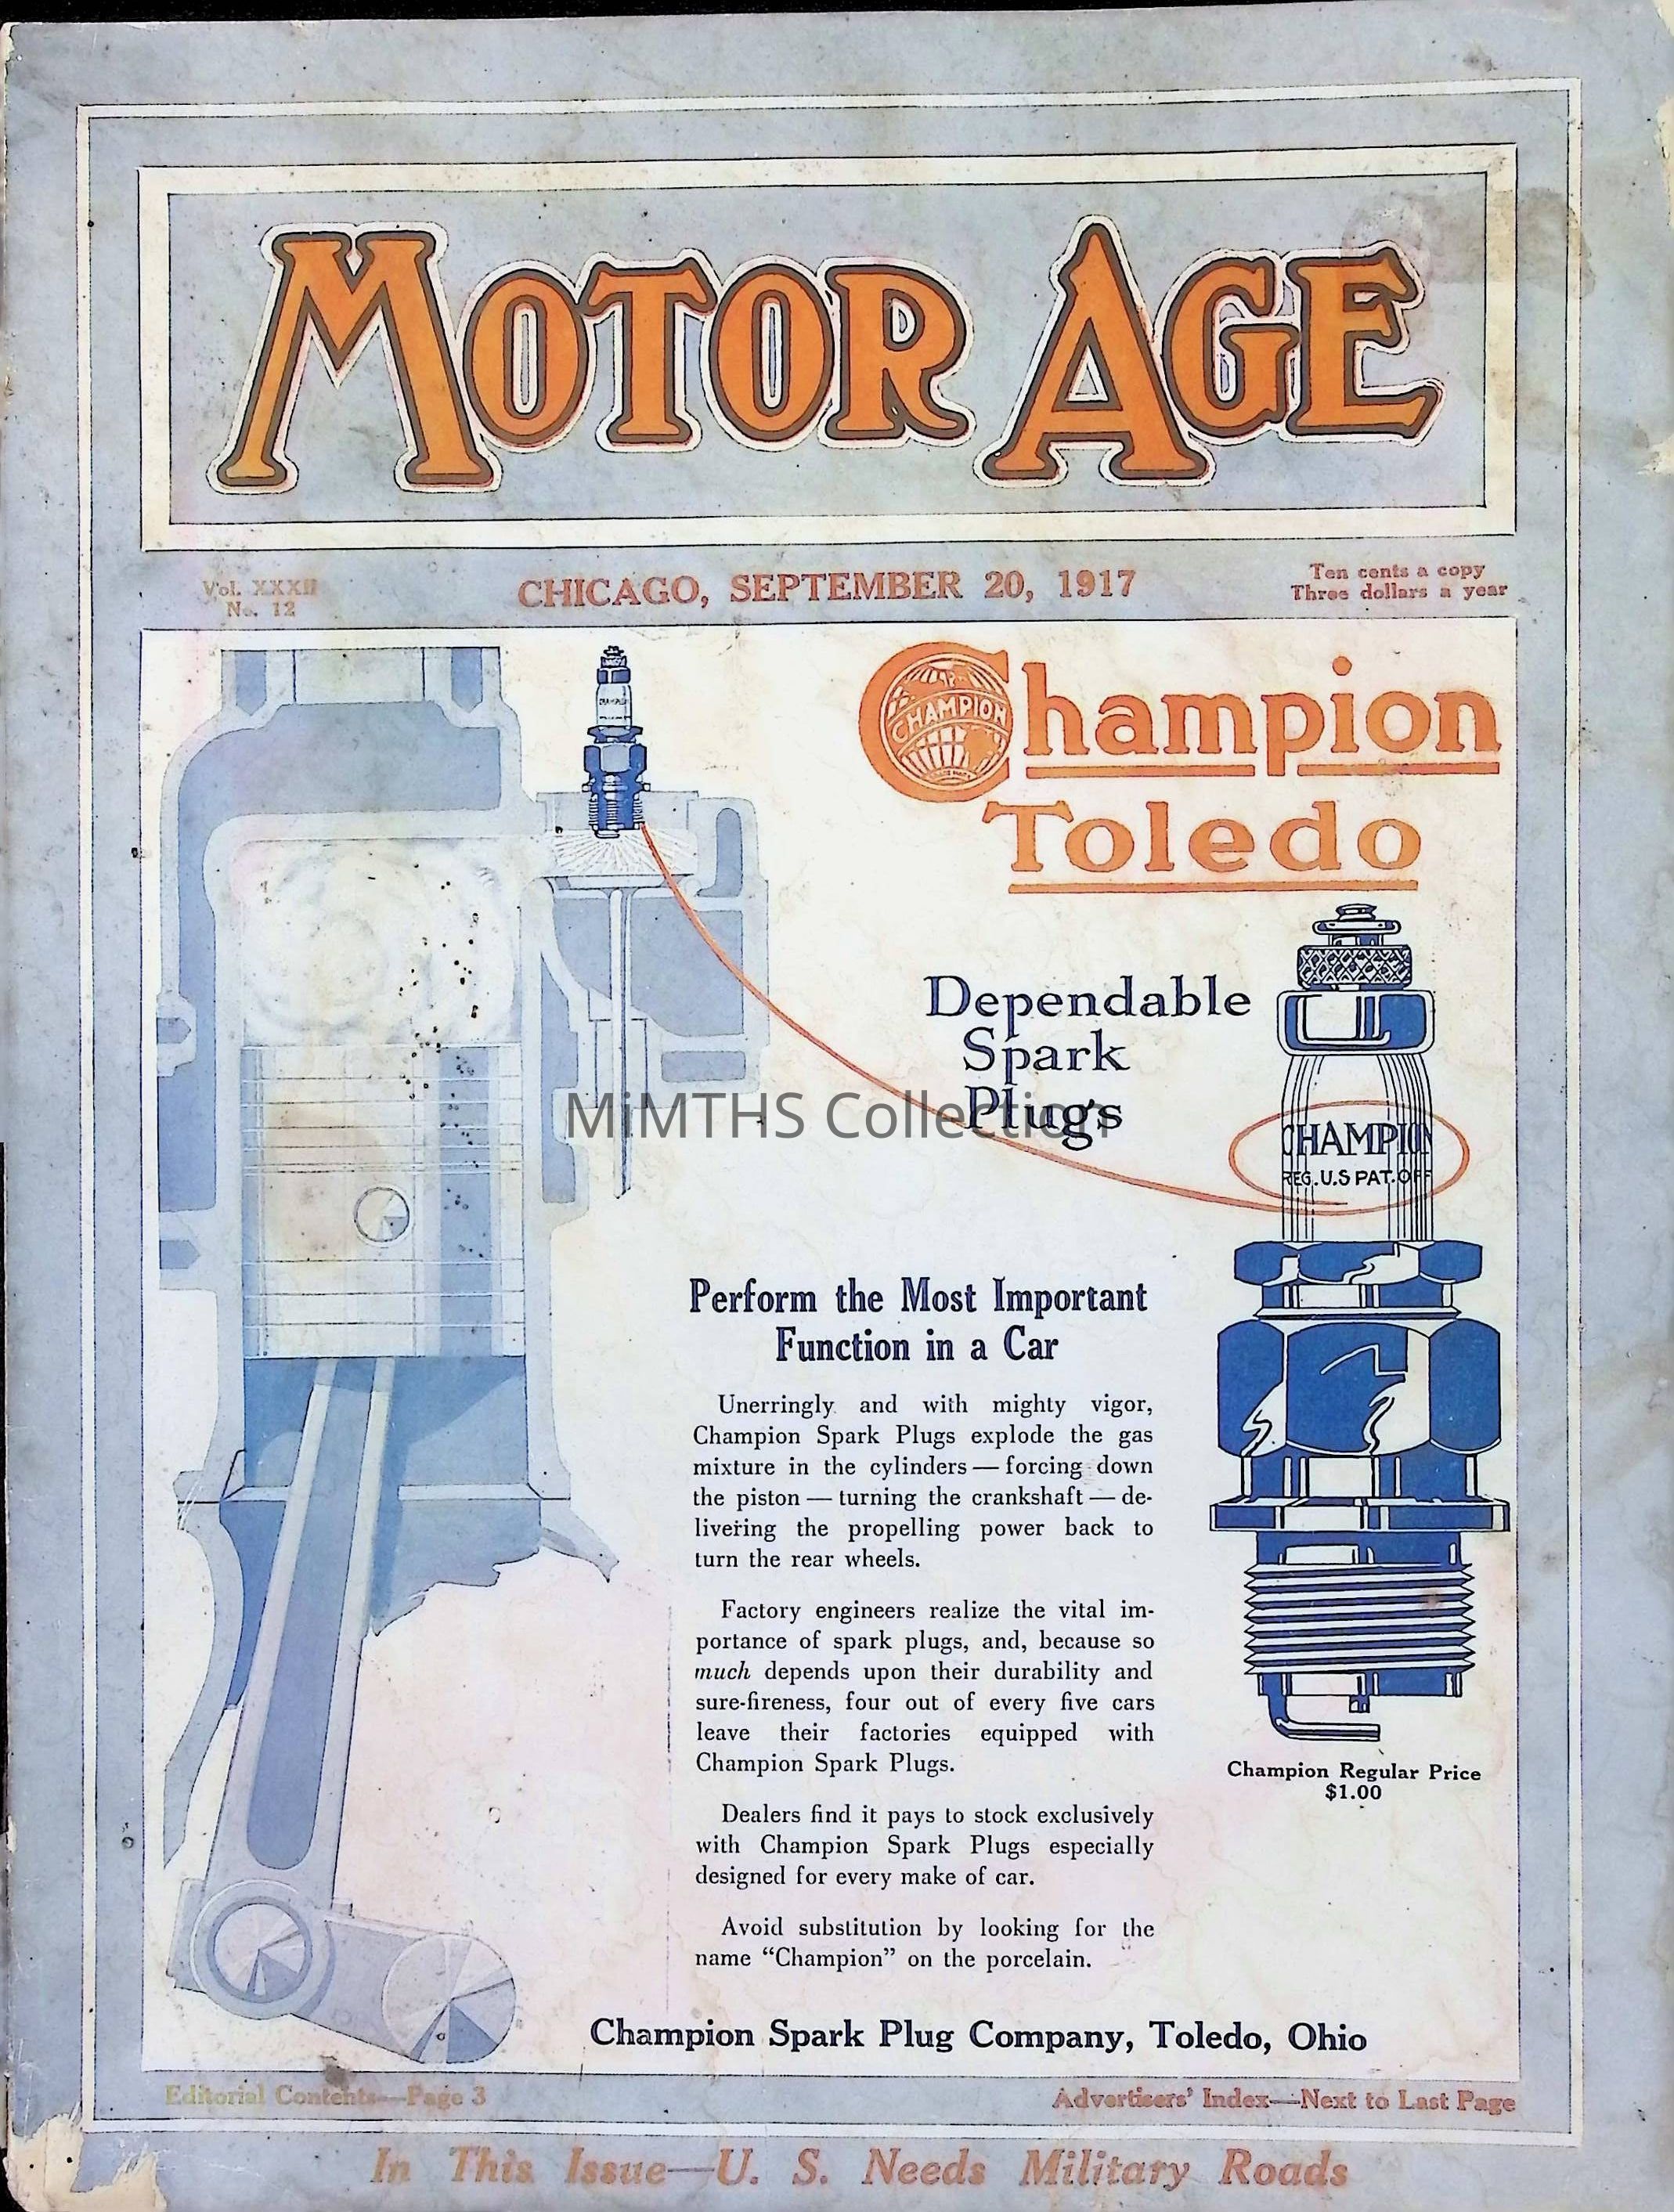 MOTOR AGE
Vol. XXXII
No. 12
CHICAGO, SEPTEMBER 20, 1917
Ten cents a copy
Three dollars a year
Champion
CHAMPION
Toledo
Dependable
Spark
Plugs
MiMTHS Collection
CHAMPION
REG. U.S PAT. OFF
Perform the Most Important
Function in a Car
Unerringly and with mighty vigor,
Champion Spark Plugs explode the gas
mixture in the cylinders — forcing down
the piston — turning the crankshaft — de-
livering the propelling power back to
turn the rear wheels.
Factory engineers realize the vital im-
portance of spark plugs, and, because so
much depends upon their durability and
sure-fireness, four out of every five cars
leave their factories equipped with
Champion Spark Plugs.
Dealers find it pays to stock exclusively
with Champion Spark Plugs especially
designed for every make of car.
Avoid substitution by looking for the
name “Champion” on the porcelain.
Champion Regular Price
$1.00
Champion Spark Plug Company, Toledo, Ohio
Editorial Contents—Page 3
Advertisers’ Index—Next to Last Page
In This Issue—U. S. Needs Military Roads